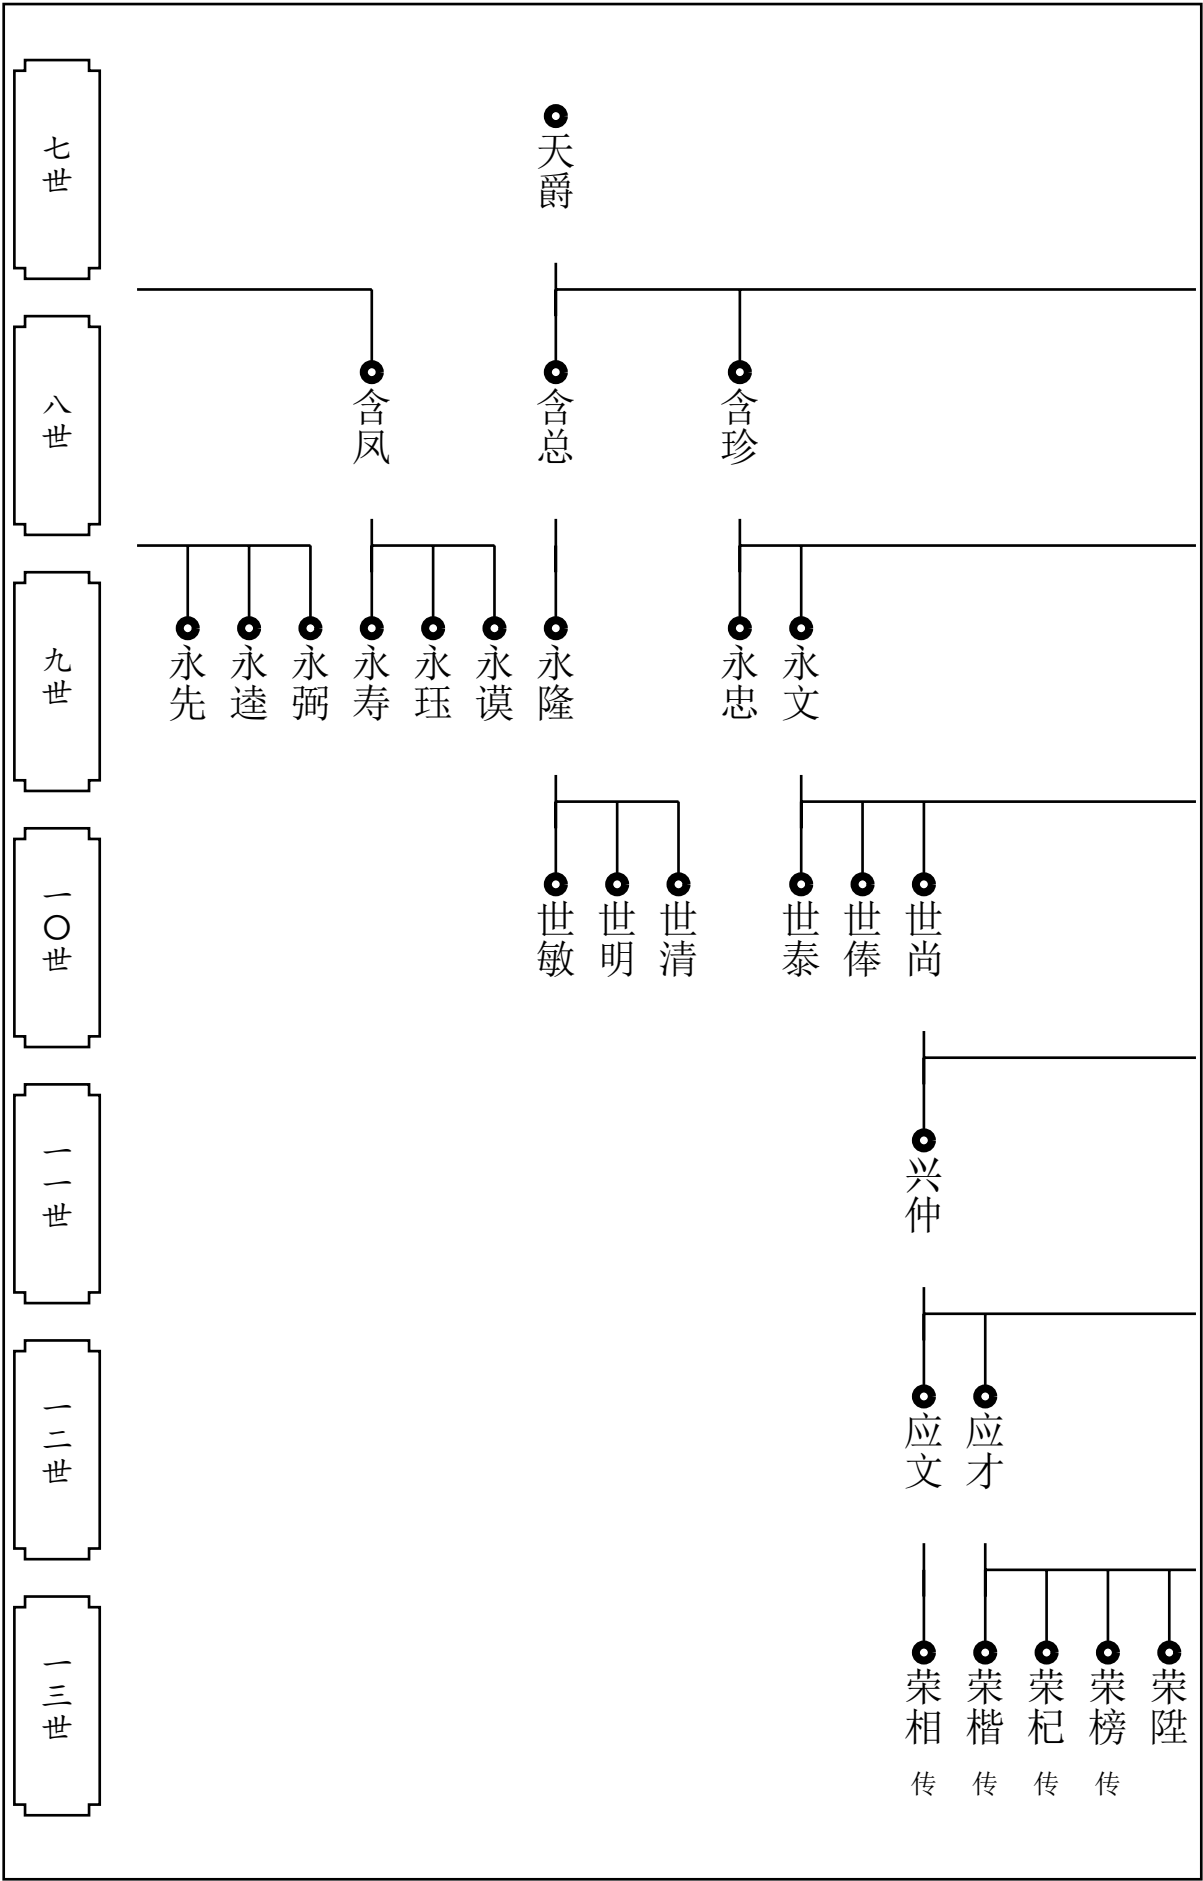 七世
天爵
八世
含凤
含总
含珍
九世
永先
永逵
永弼
永寿
永珏
永谟
永隆
永忠
永文
一〇世
世敏
世明
世清
世泰
世俸
世尚
一一世
兴仲
一二世
应文
应才
一三世
荣相 传
荣楷 传
荣杞 传
荣榜 传
荣陞